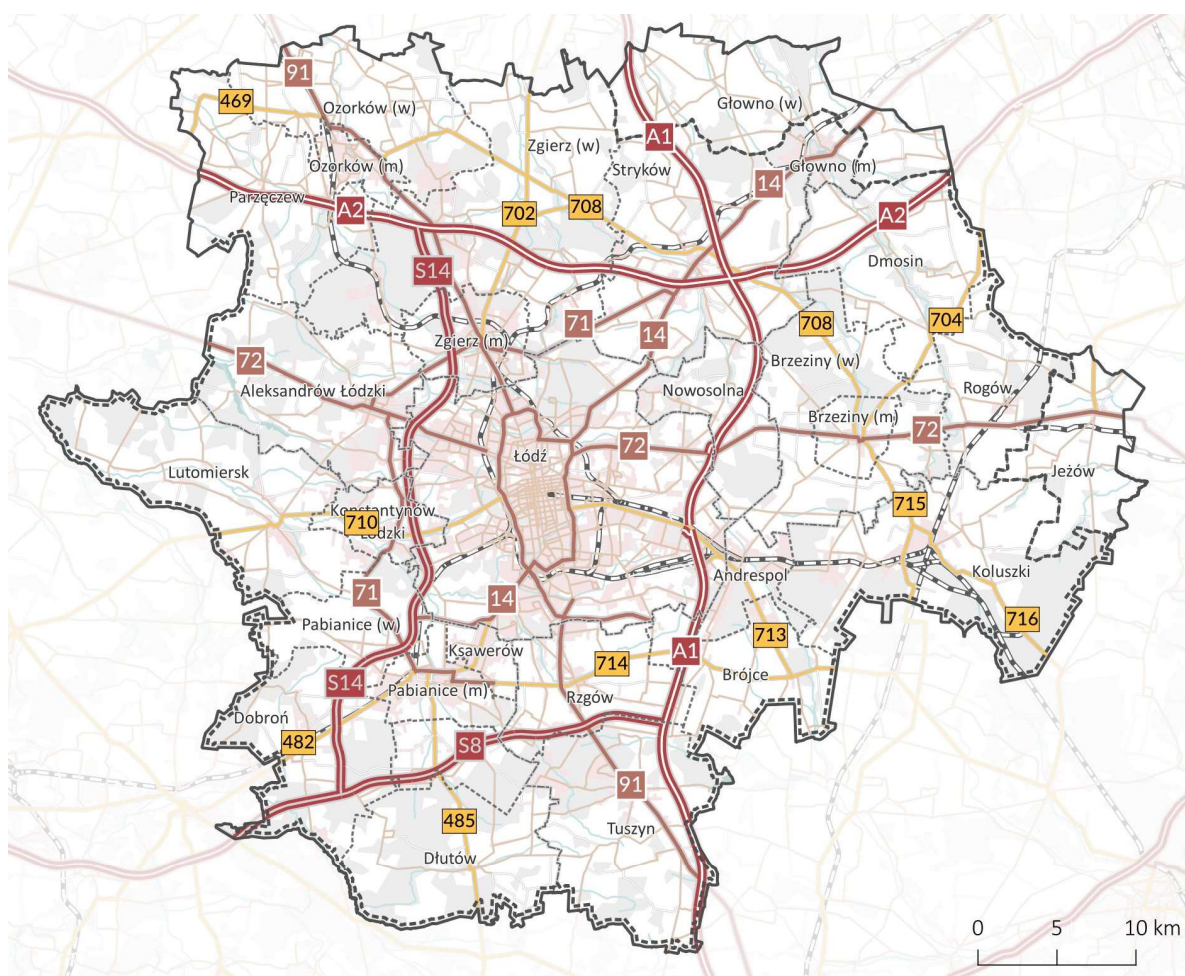 91
469
Ozorków (w)
Głowno (w)
A1
Zgierz (w)
Stryków
Ozorków (m)
Głowno (m)
14
Parzęczew
A2
702
708
A2
Dmosin
S14
71
14
708
704
Zgierz (m)
72
Brzeziny (w)
Aleksandrów Łódzki
Nowosolna
Rogów
Brzeziny (m)
72
72
Łódź
Lutomiersk
Jeżów
715
Konstantynów
710
Łódzki
Andrespol
Koluszki
71
14
716
Pabianice (w)
713
Ksawerów
A1
714
S14
Pabianice (m)
Rzgów
Brójce
Dobroń
482
S8
91
485
Tuszyn
Dłutów
0 5 10 km